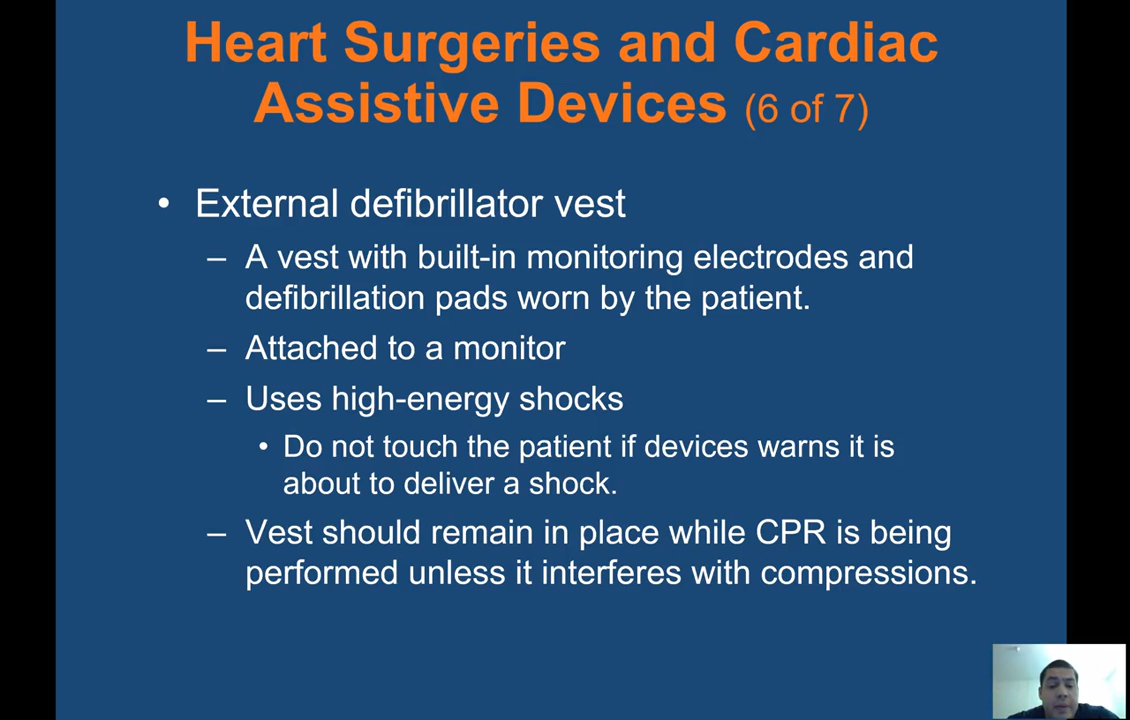 Heart Surgeries and Cardiac
Assistive Devices (6 of 7)
• External defibrillator vest
– A vest with built-in monitoring electrodes and
defibrillation pads worn by the patient.
– Attached to a monitor
– Uses high-energy shocks
• Do not touch the patient if devices warns it is
about to deliver a shock.
– Vest should remain in place while CPR is being
performed unless it interferes with compressions.